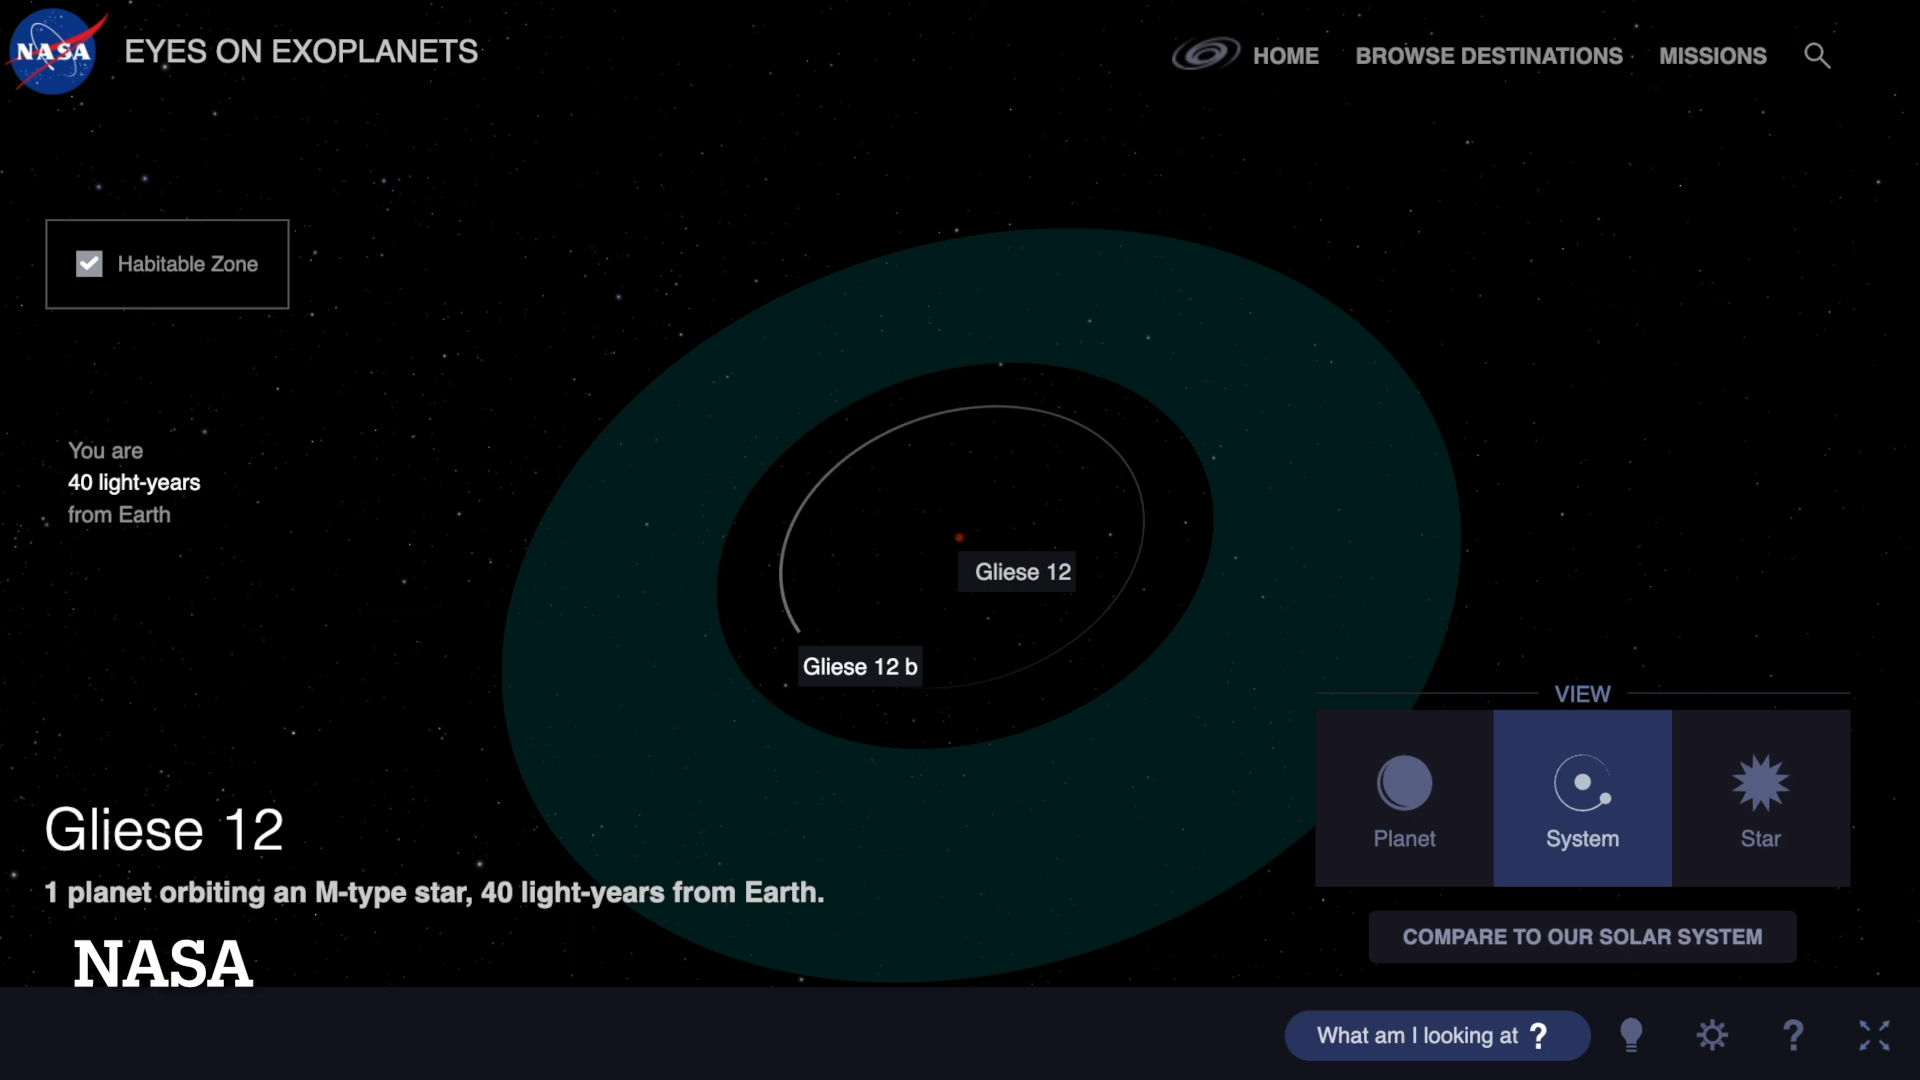 NASA
EYES ON EXOPLANETS
HOME
BROWSE DESTINATIONS
MISSIONS
Habitable Zone
You are
40 light-years
from Earth
Gliese 12
Gliese 12 b
VIEW
Planet
System
Star
COMPARE TO OUR SOLAR SYSTEM
Gliese 12
1 planet orbiting an M-type star, 40 light-years from Earth.
NASA
What am I looking at ?
?